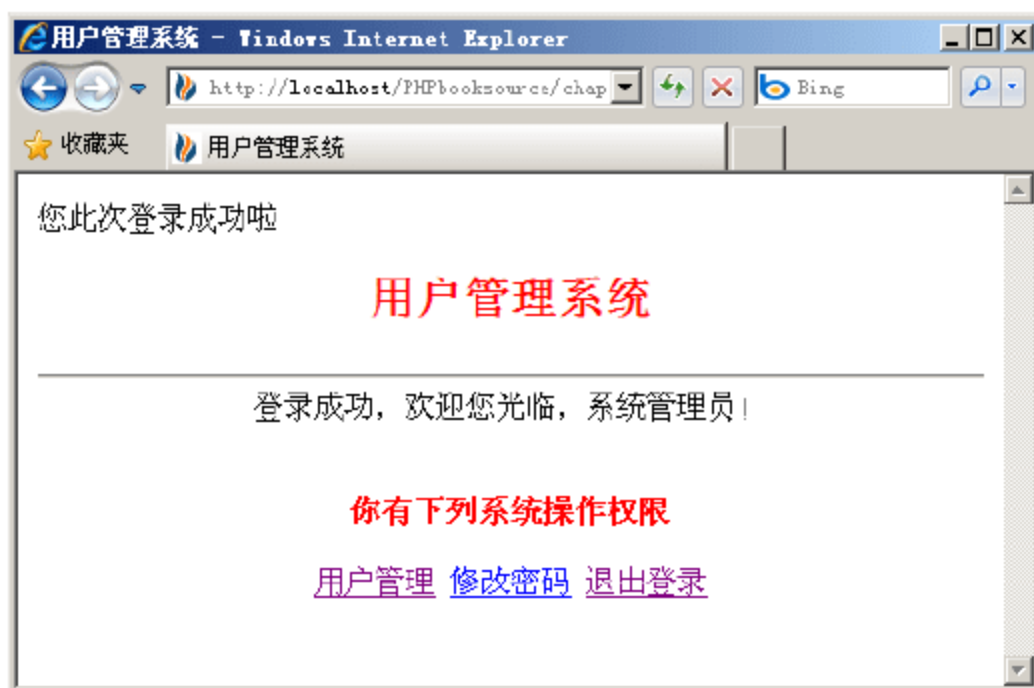 用户管理系统 - Windows Internet Explorer
http://localhost/PHPbooksource/chap
Bing
收藏夹
用户管理系统
您此次登录成功啦
用户管理系统
登录成功，欢迎您光临，系统管理员！
你有下列系统操作权限
用户管理 修改密码 退出登录